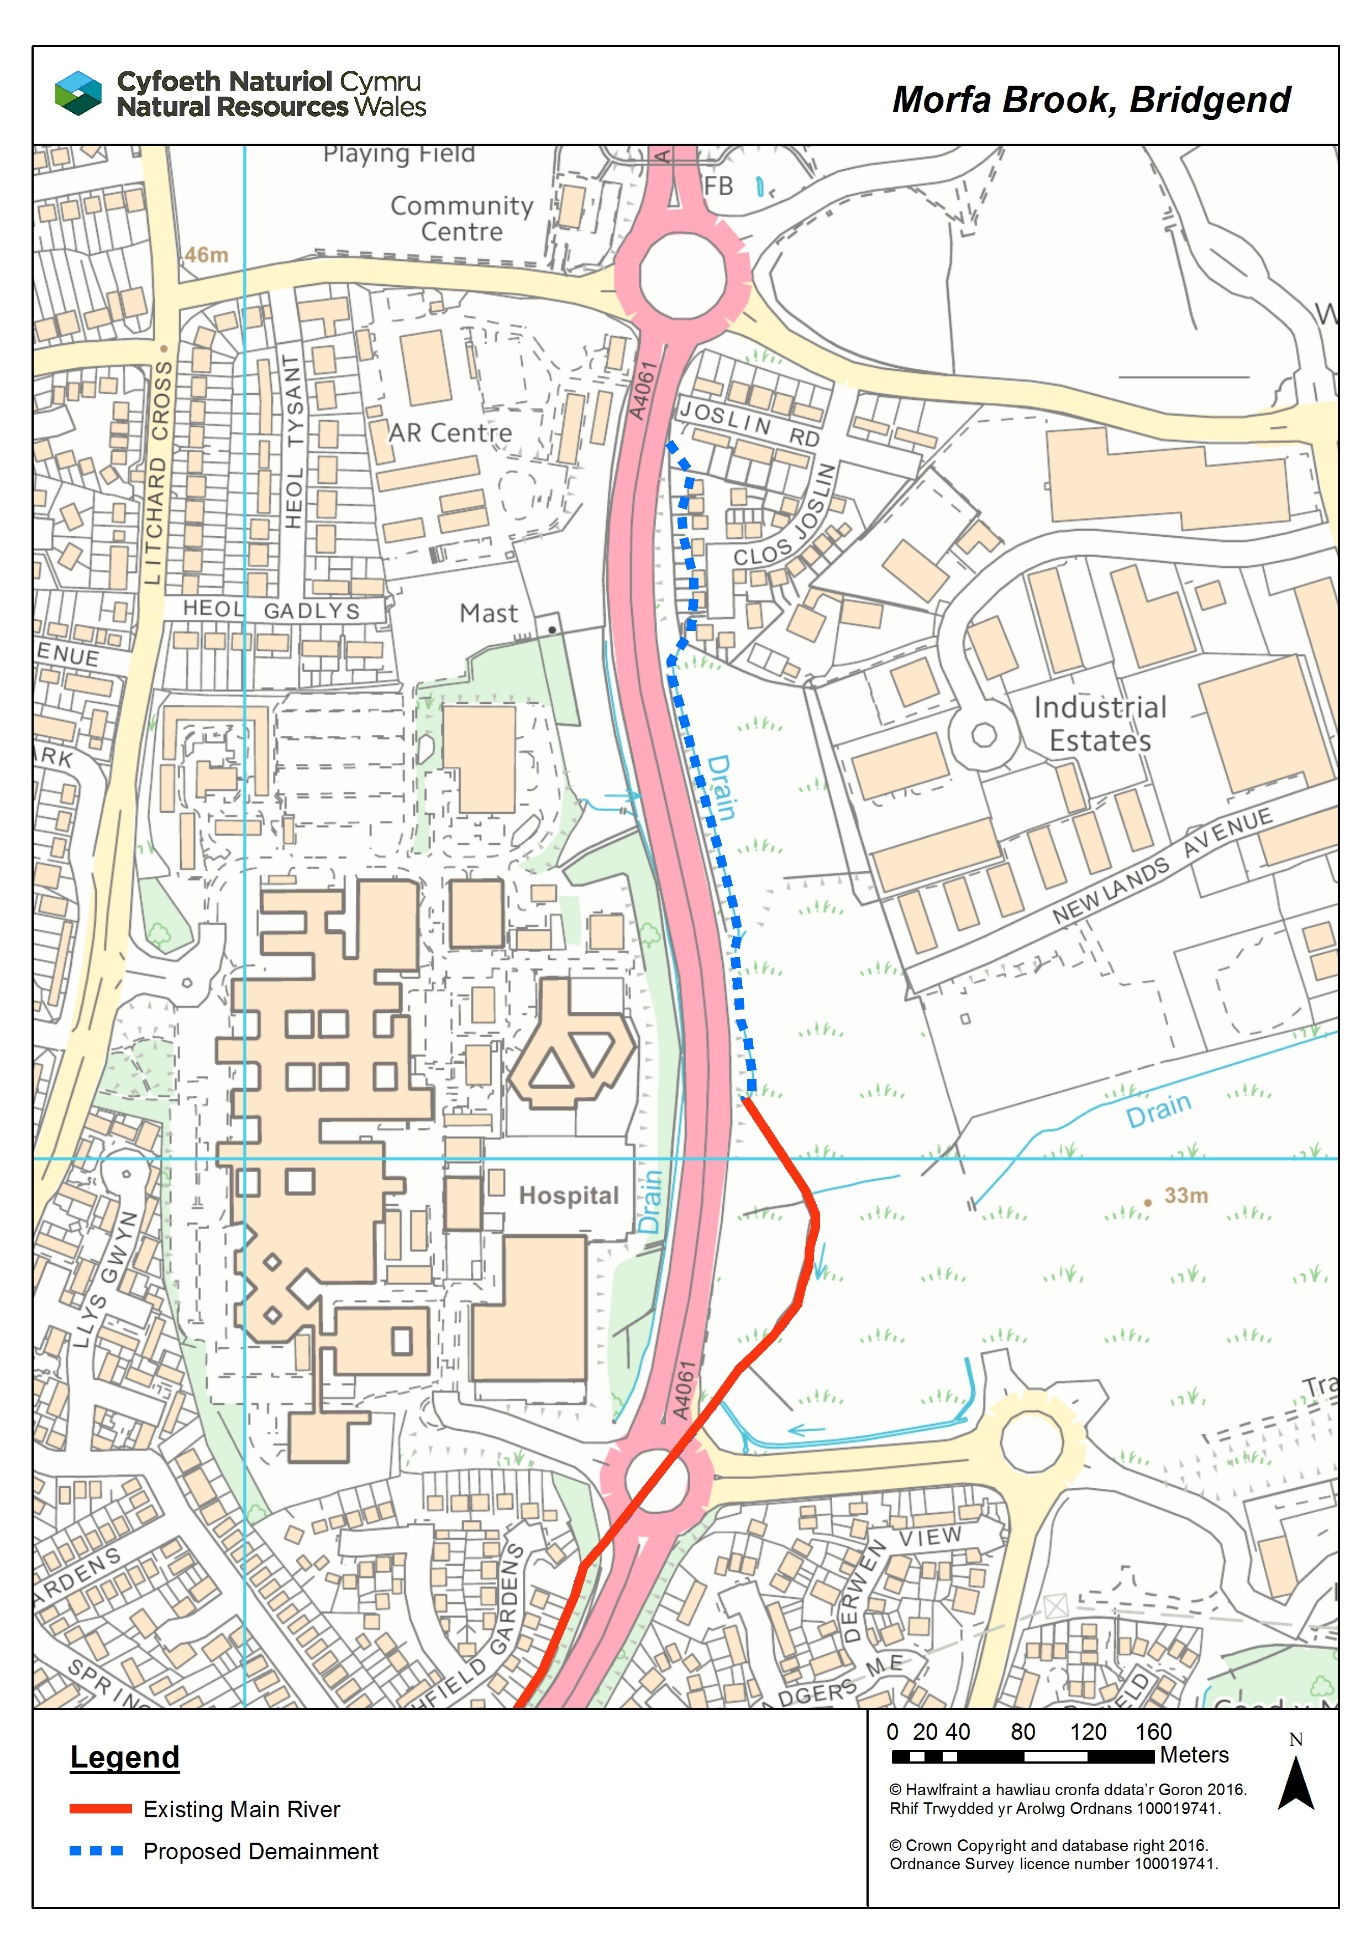 Cyfoeth Naturiol Cymru
Natural Resources Wales
Morfa Brook, Bridgend
Playing Field
A
FB
Community
Centre
46m
A4061
JOSLIN RD
LITCHARD CROSS
HEOL TYSANT
AR Centre
CLOS JOSLIN
HEOL GADLYS
Mast
ENUE
Industrial
Estates
ARK
Drain
NEWLANDS AVENUE
Drain
Hospital
Drain
33m
LLYS GWYN
A4061
Tra
ARDENS
HFIELD GARDENS
DERWEN VIEW
SPRING
ADGERS ME
Legend
Existing Main River
Proposed Demainment
0 20 40 80 120 160
Meters
N
© Hawlfraint a hawliau cronfa ddata'r Goron 2016.
Rhif Trwydded yr Arolwg Ordnans 100019741.
© Crown Copyright and database right 2016.
Ordnance Survey licence number 100019741.